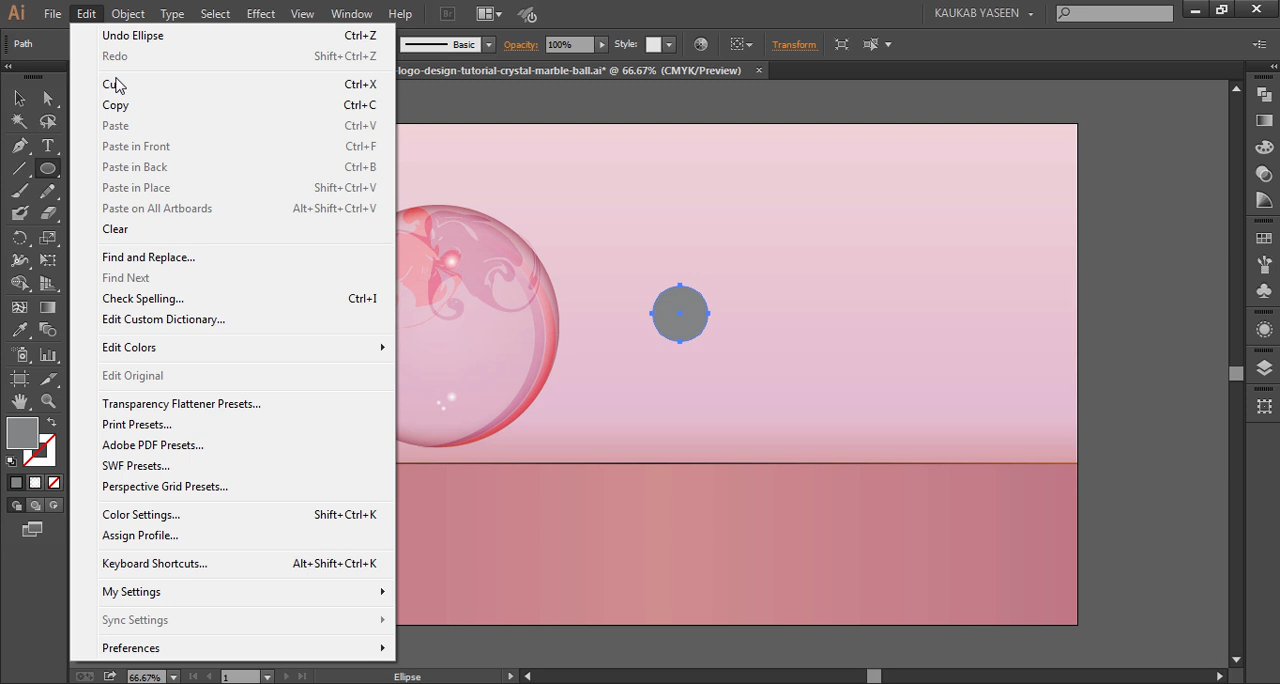 Ai File Edit Object Type Select Effect View Window Help Br KAUKAB YASEEN
Path Basic Opacity: 100% Style: Transform
-logo-design-tutorial-crystal-marble-ball.ai* @ 66.67% (CMYK/Preview) ×
Undo Ellipse Ctrl+Z
Redo Shift+Ctrl+Z
Cut Ctrl+X
Copy Ctrl+C
Paste Ctrl+V
Paste in Front Ctrl+F
Paste in Back Ctrl+B
Paste in Place Shift+Ctrl+V
Paste on All Artboards Alt+Shift+Ctrl+V
Clear
Find and Replace...
Find Next
Check Spelling... Ctrl+I
Edit Custom Dictionary...
Edit Colors
Edit Original
Transparency Flattener Presets...
Print Presets...
Adobe PDF Presets...
SWF Presets...
Perspective Grid Presets...
Color Settings... Shift+Ctrl+K
Assign Profile...
Keyboard Shortcuts... Alt+Shift+Ctrl+K
My Settings
Sync Settings
Preferences
66.67% 1 Ellipse